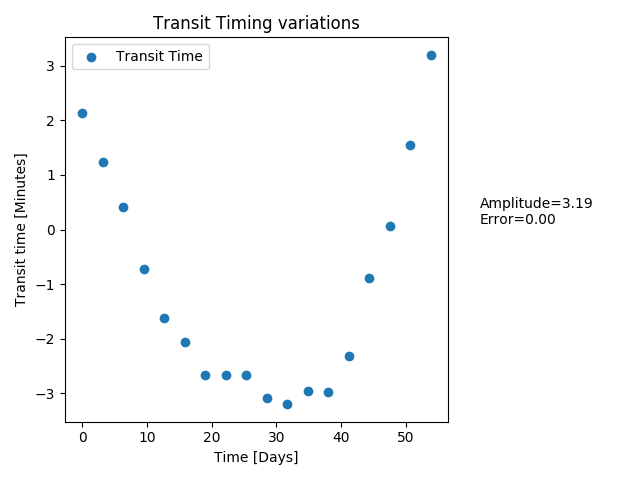 Transit Timing variations
Transit Time
3
2
1
0
−1
−2
−3
Transit time [Minutes]
0 10 20 30 40 50
Time [Days]
Amplitude=3.19
Error=0.00